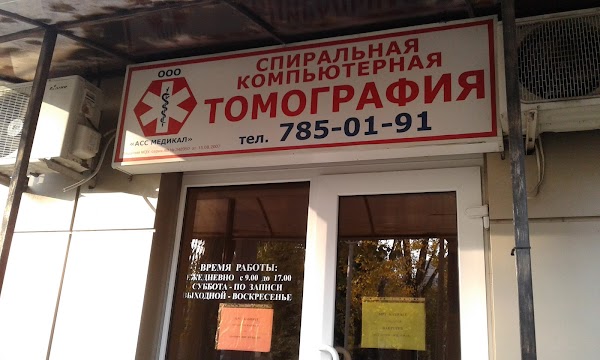 ООО
«АСС МЕДИКАЛ»
СПИРАЛЬНАЯ
КОМПЬЮТЕРНАЯ
ТОМОГРАФИЯ
тел. 785-01-91
ВРЕМЯ РАБОТЫ:
ЕЖЕДНЕВНО с 9.00 до 17.00
СУББОТА - ПО ЗАПИСИ
ВЫХОДНОЙ - ВОСКРЕСЕНЬЕ